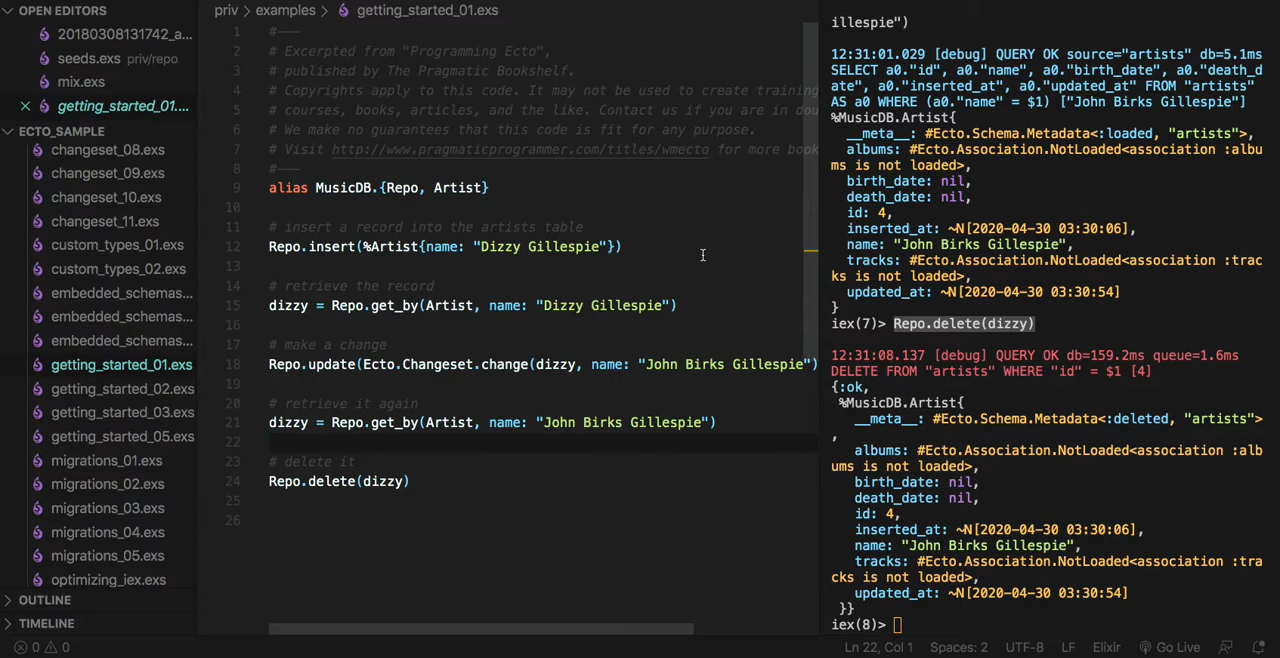 OPEN EDITORS
20180308131742_a...
seeds.exs priv/repo
mix.exs
getting_started_01....
ECTO_SAMPLE
changeset_08.exs
changeset_09.exs
changeset_10.exs
changeset_11.exs
custom_types_01.exs
custom_types_02.exs
embedded_schemas...
embedded_schemas...
embedded_schemas...
getting_started_01.exs
getting_started_02.exs
getting_started_03.exs
getting_started_05.exs
migrations_01.exs
migrations_02.exs
migrations_03.exs
migrations_04.exs
migrations_05.exs
optimizing_iex.exs
OUTLINE
TIMELINE
priv > examples > getting_started_01.exs
1 #---
2 # Excerpted from "Programming Ecto",
3 # published by The Pragmatic Bookshelf.
4 # Copyrights apply to this code. It may not be used to create training
5 # courses, books, articles, and the like. Contact us if you are in dou
6 # We make no guarantees that this code is fit for any purpose.
7 # Visit http://www.pragmaticprogrammer.com/titles/wmecto for more book
8 #---
9 alias MusicDB.{Repo, Artist}
10
11 # insert a record into the artists table
12 Repo.insert(%Artist{name: "Dizzy Gillespie"})
13
14 # retrieve the record
15 dizzy = Repo.get_by(Artist, name: "Dizzy Gillespie")
16
17 # make a change
18 Repo.update(Ecto.Changeset.change(dizzy, name: "John Birks Gillespie")
19
20 # retrieve it again
21 dizzy = Repo.get_by(Artist, name: "John Birks Gillespie")
22
23 # delete it
24 Repo.delete(dizzy)
25
26
illespie")
12:31:01.029 [debug] QUERY OK source="artists" db=5.1ms
SELECT a0."id", a0."name", a0."birth_date", a0."death_d
ate", a0."inserted_at", a0."updated_at" FROM "artists"
AS a0 WHERE (a0."name" = $1) ["John Birks Gillespie"]
%MusicDB.Artist{
__meta__: #Ecto.Schema.Metadata<:loaded, "artists">,
albums: #Ecto.Association.NotLoaded<association :albu
ms is not loaded>,
birth_date: nil,
death_date: nil,
id: 4,
inserted_at: ~N[2020-04-30 03:30:06],
name: "John Birks Gillespie",
tracks: #Ecto.Association.NotLoaded<association :trac
ks is not loaded>,
updated_at: ~N[2020-04-30 03:30:54]
}
iex(7)> Repo.delete(dizzy)
12:31:08.137 [debug] QUERY OK db=159.2ms queue=1.6ms
DELETE FROM "artists" WHERE "id" = $1 [4]
{:ok,
%MusicDB.Artist{
__meta__: #Ecto.Schema.Metadata<:deleted, "artists">
,
albums: #Ecto.Association.NotLoaded<association :alb
ums is not loaded>,
birth_date: nil,
death_date: nil,
id: 4,
inserted_at: ~N[2020-04-30 03:30:06],
name: "John Birks Gillespie",
tracks: #Ecto.Association.NotLoaded<association :tra
cks is not loaded>,
updated_at: ~N[2020-04-30 03:30:54]
}}
iex(8)>
0 0 Ln 22, Col 1 Spaces: 2 UTF-8 LF Elixir Go Live